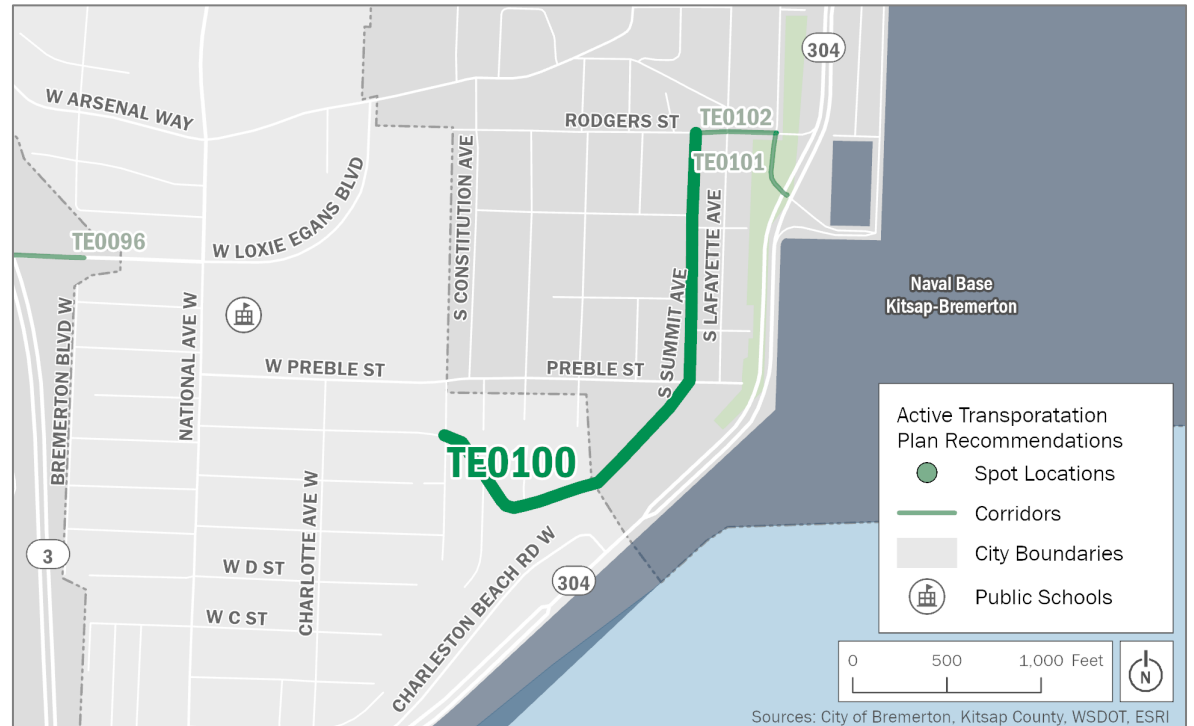 304
W ARSENAL WAY
RODGERS ST
TE0102
TE0101
S CONSTITUTION AVE
W LOXIE EGANS BLVD
TE0096
S LAFAYETTE AVE
S SUMMIT AVE
Naval Base
Kitsap-Bremerton
BREMERTON BLVD W
NATIONAL AVE W
W PREBLE ST
PREBLE ST
TE0100
CHARLOTTE AVE W
CHARLESTON BEACH RD W
3
W D ST
304
W C ST
Active Transporatation
Plan Recommendations
Spot Locations
Corridors
City Boundaries
Public Schools
0 500 1,000 Feet
N
Sources: City of Bremerton, Kitsap County, WSDOT, ESRI